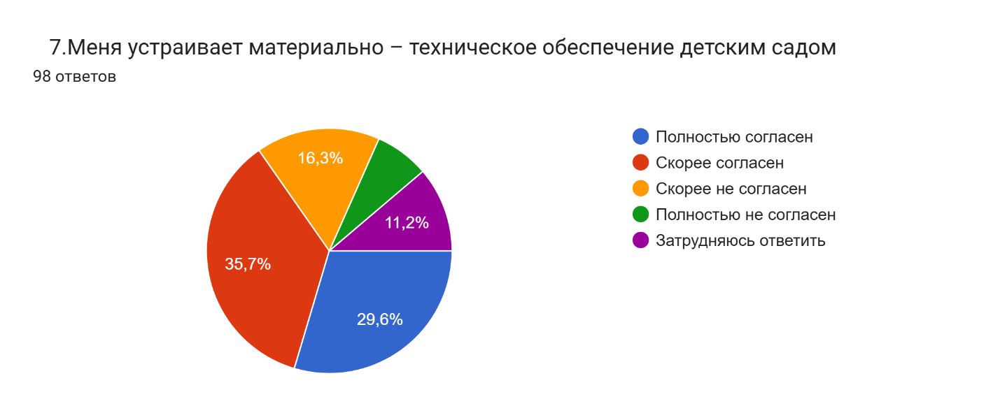 7.Меня устраивает материально – техническое обеспечение детским садом
98 ответов
16,3%
11,2%
35,7%
29,6%
Полностью согласен
Скорее согласен
Скорее не согласен
Полностью не согласен
Затрудняюсь ответить